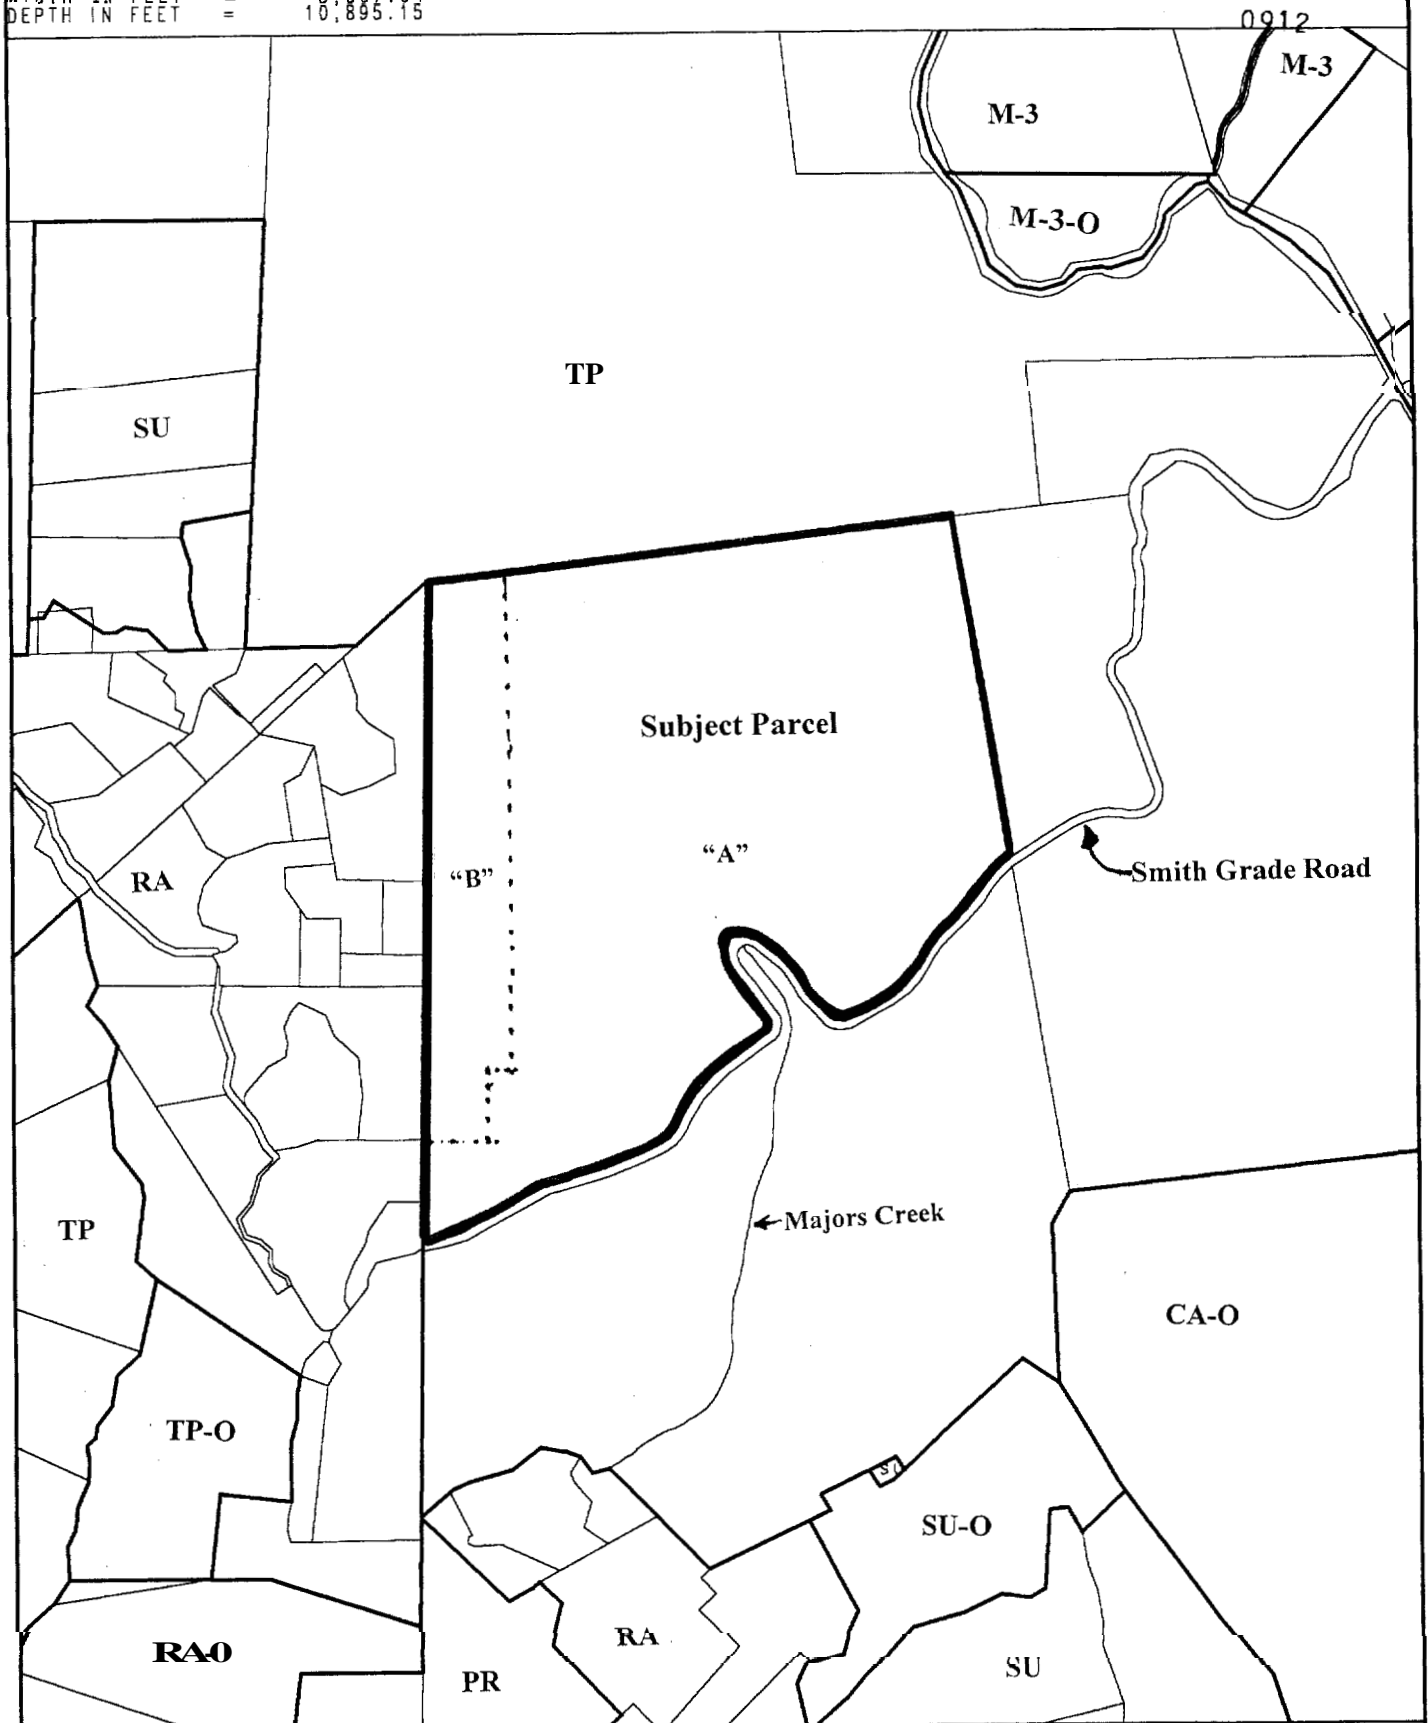 DEPTH IN FEET = 10,895.15
0912
M-3
M-3
M-3-O
TP
SU
Subject Parcel
"A"
"B"
RA
Smith Grade Road
TP
Majors Creek
CA-O
TP-O
SU-O
RA-O
RA
PR
SU